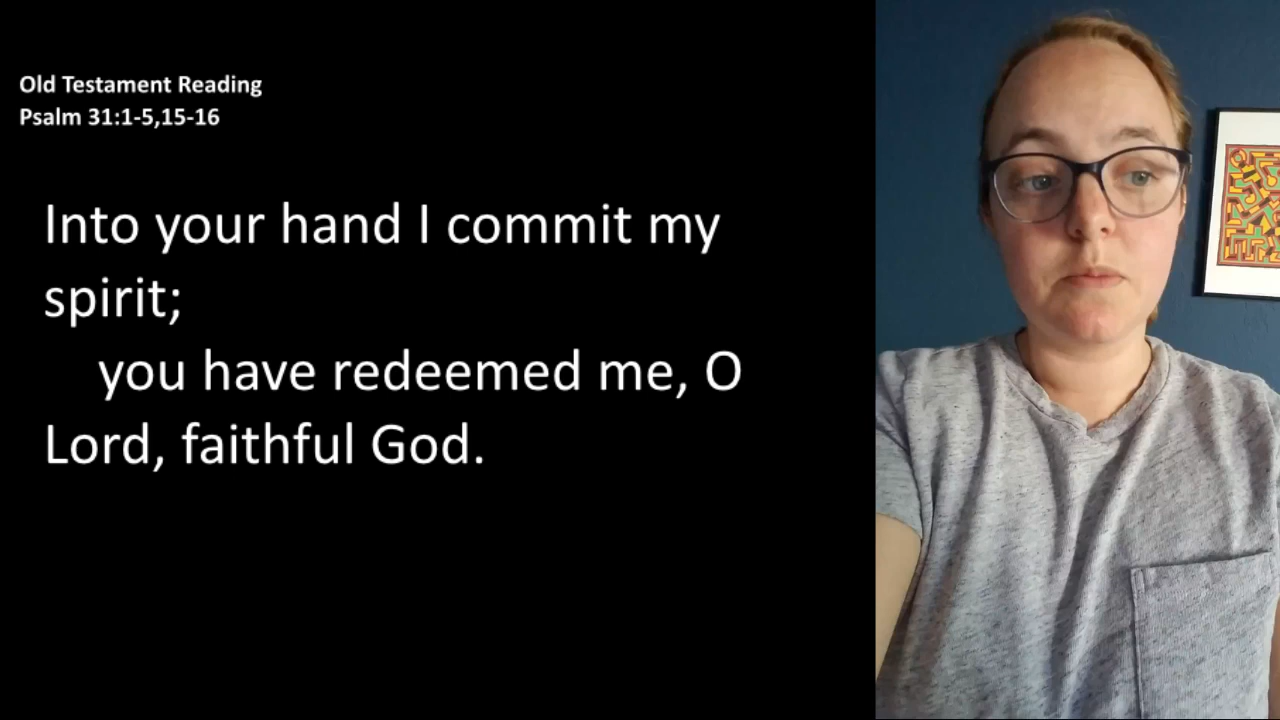 Old Testament Reading
Psalm 31:1-5,15-16
Into your hand I commit my
spirit;
you have redeemed me, O
Lord, faithful God.